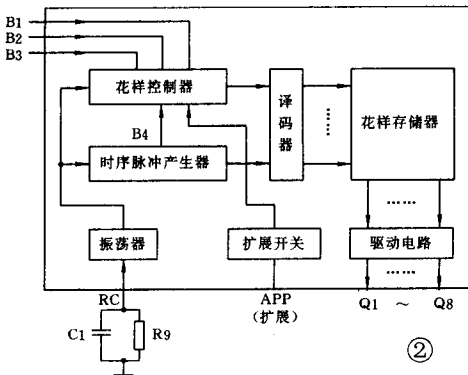 B1
B2
B3
花样控制器
译码器
花样存储器
B4
时序脉冲产生器
……
……
振荡器
扩展开关
驱动电路
……
RC
APP
(扩展)
Q1 ～ Q8
C1
R9
②